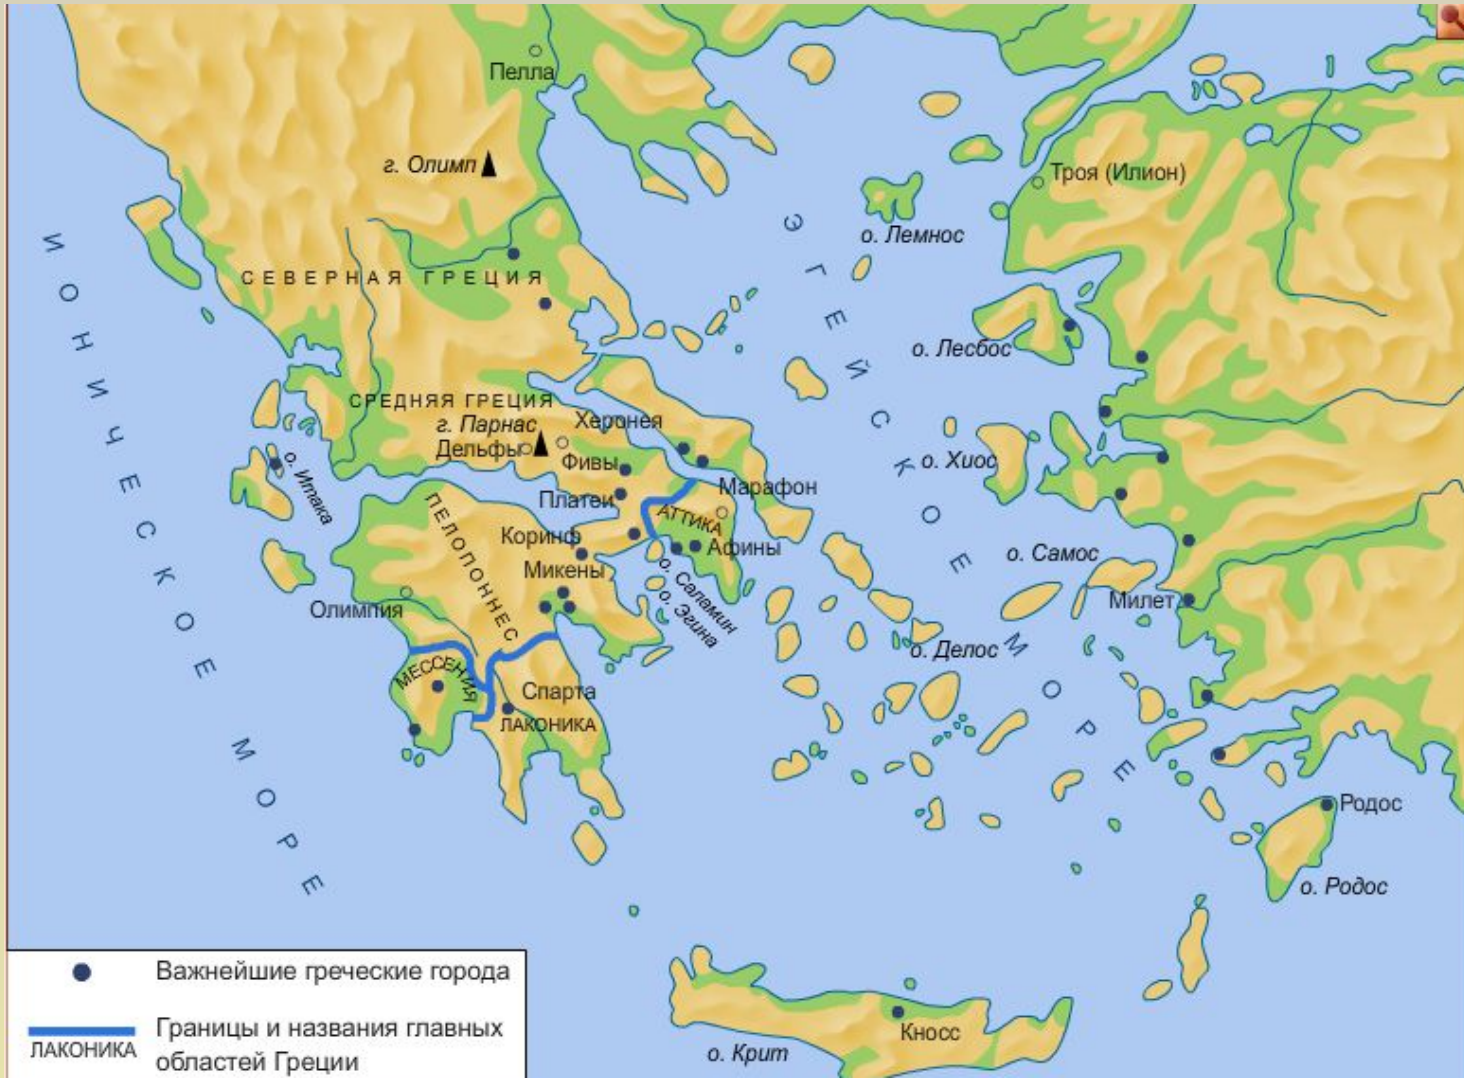 Пелла
г. Олимп
Троя (Илион)
о. Лемнос
ИОНИЧЕСКОЕ МОРЕ
ЭГЕЙСКОЕ МОРЕ
СЕВЕРНАЯ ГРЕЦИЯ
о. Лесбос
СРЕДНЯЯ ГРЕЦИЯ
г. Парнас
Херонея
Дельфы
Фивы
о. Хиос
о. Итака
Марафон
Платеи
ПЕЛОПОННЕС
АТТИКА
Коринф
Афины
о. Самос
Микены
о. Саламин
о. Эгина
Милет
Олимпия
о. Делос
МЕССЕНИЯ
Спарта
ЛАКОНИКА
Родос
о. Родос
Кносс
о. Крит
Важнейшие греческие города
Границы и названия главных
ЛАКОНИКА
областей Греции